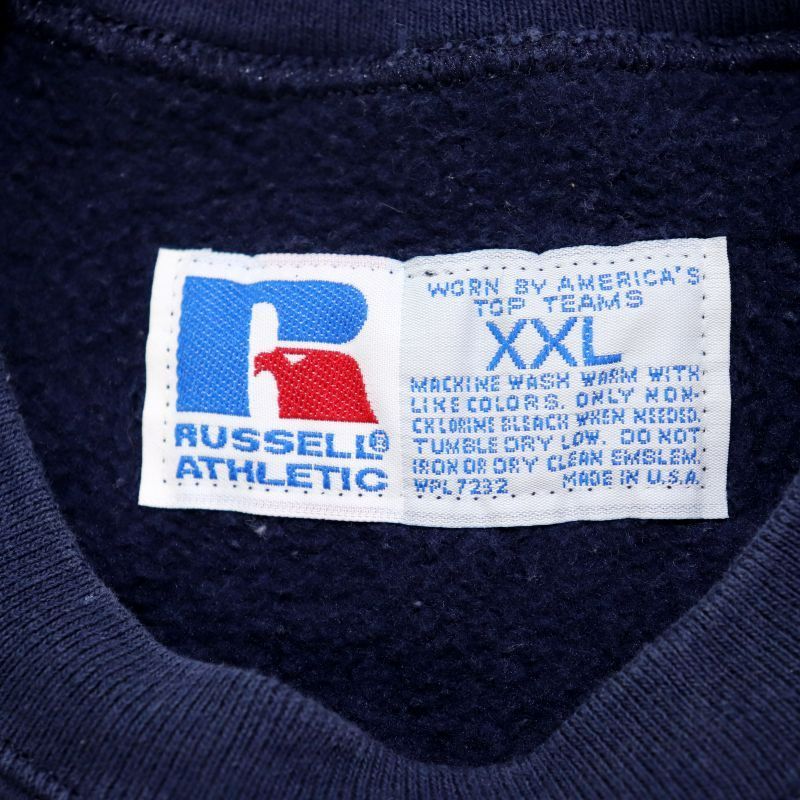 R
RUSSELL®
ATHLETIC
WORN BY AMERICA'S
TOP TEAMS
XXL
MACHINE WASH WARM WITH
LIKE COLORS. ONLY NON-
CHLORINE BLEACH WHEN NEEDED.
TUMBLE DRY LOW. DO NOT
IRON OR DRY CLEAN EMBLEM.
WPL7232 MADE IN U.S.A.